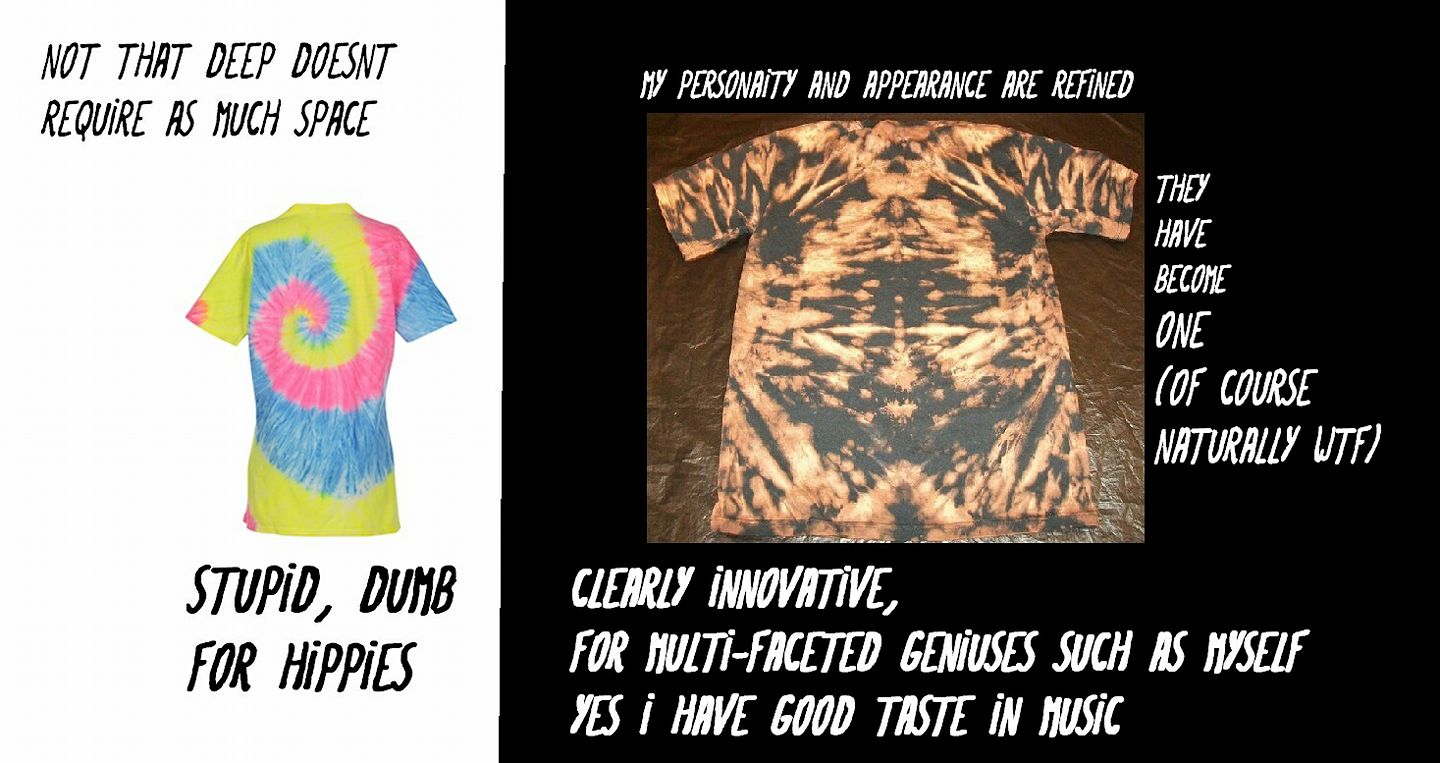 NOT THAT DEEP DOESNT
REQUIRE AS MUCH SPACE
STUPID, DUMB
FOR HIPPIES
MY PERSONAITY AND APPEARANCE ARE REFINED
THEY
HAVE
BECOME
ONE
(OF COURSE
NATURALLY WTF)
CLEARLY INNOVATIVE,
FOR MULTI-FACETED GENIUSES SUCH AS MYSELF
YES I HAVE GOOD TASTE IN MUSIC